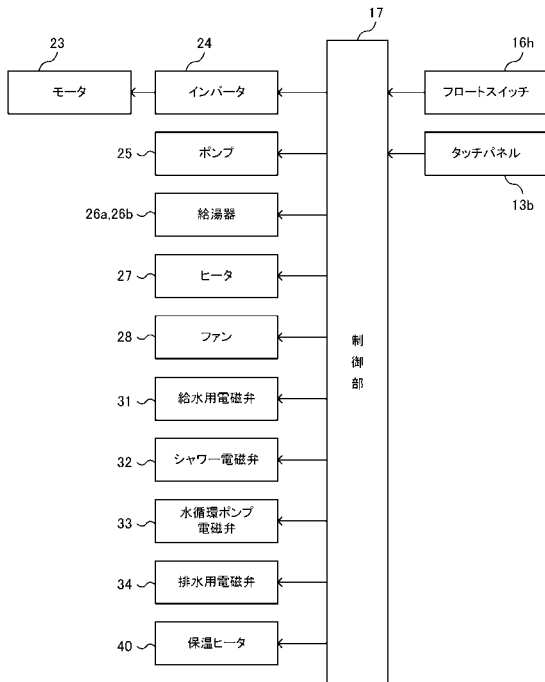 17
23
24
16h
モータ
インバータ
フロートスイッチ
25
ポンプ
タッチパネル
13b
26a,26b
給湯器
27
ヒータ
28
ファン
制御部
31
給水用電磁弁
32
シャワー電磁弁
33
水循環ポンプ
電磁弁
34
排水用電磁弁
40
保温ヒータ